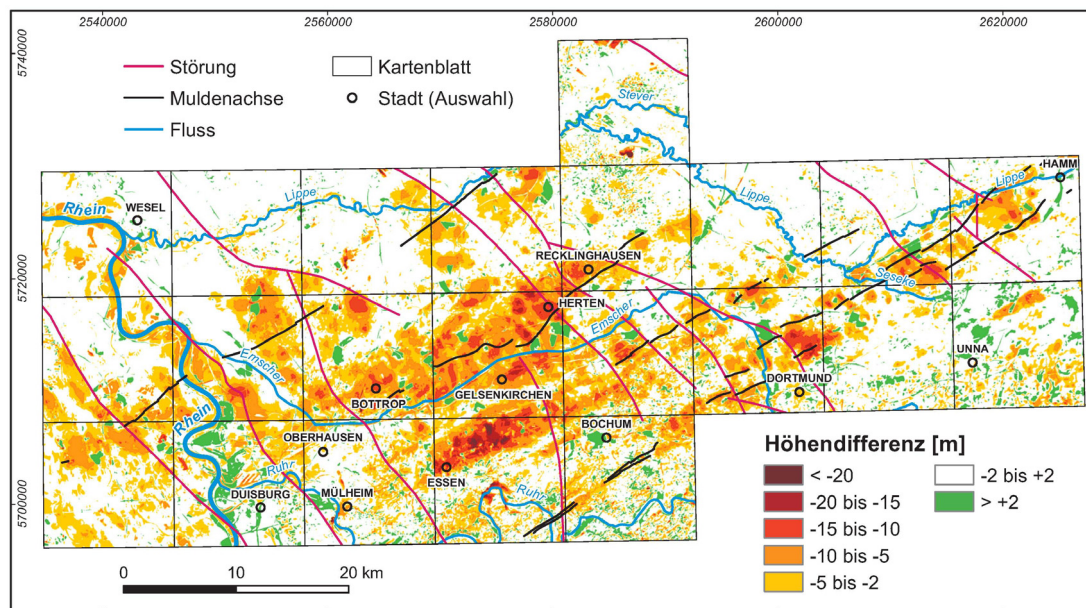 2540000
2560000
2580000
2600000
2620000
5740000
5720000
5700000
Störung
Muldenachse
Fluss
Kartenblatt
Stadt (Auswahl)
Stever
HAMM
Lippe
Lippe
Lippe
Rhein
WESEL
RECKLINGHAUSEN
Seseke
HERTEN
Emscher
Emscher
UNNA
DORTMUND
BOTTROP
GELSENKIRCHEN
Rhein
OBERHAUSEN
BOCHUM
Ruhr
ESSEN
DUISBURG
MÜLHEIM
Ruhr
Höhendifferenz [m]
< -20
-20 bis -15
-15 bis -10
-10 bis -5
-5 bis -2
-2 bis +2
> +2
0 10 20 km